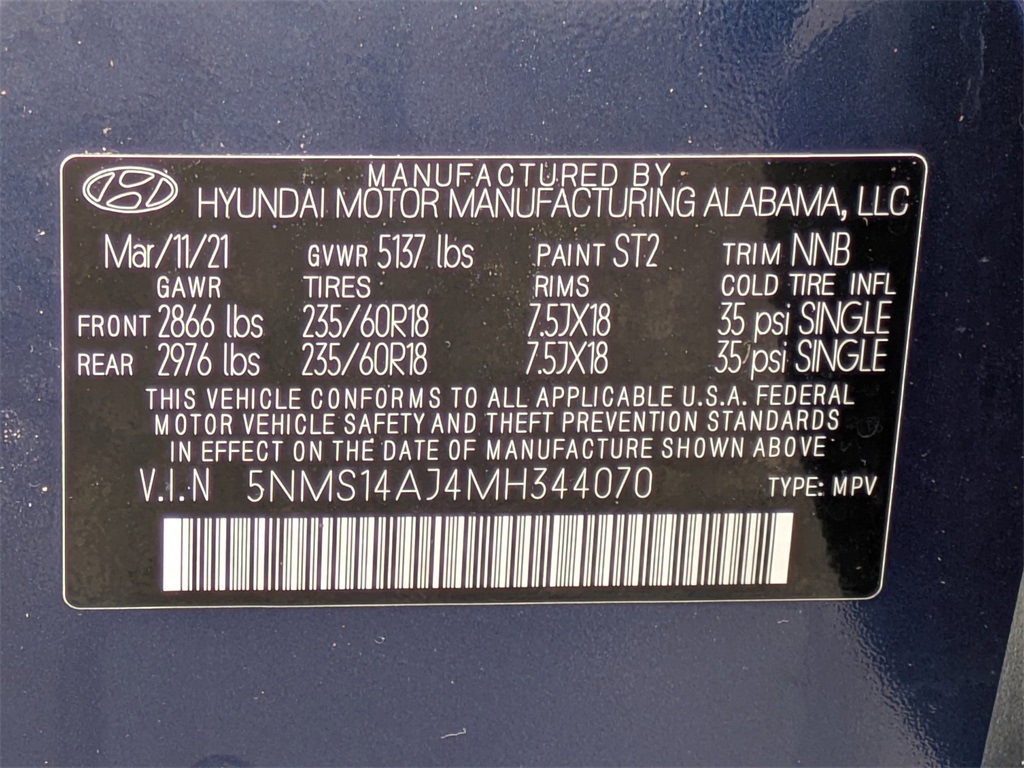 MANUFACTURED BY
HYUNDAI MOTOR MANUFACTURING ALABAMA, LLC
Mar/11/21 GVWR 5137 lbs PAINT ST2 TRIM NNB
GAWR TIRES RIMS COLD TIRE INFL
FRONT 2866 lbs 235/60R18 7.5JX18 35 psi SINGLE
REAR 2976 lbs 235/60R18 7.5JX18 35 psi SINGLE
THIS VEHICLE CONFORMS TO ALL APPLICABLE U.S.A. FEDERAL
MOTOR VEHICLE SAFETY AND THEFT PREVENTION STANDARDS
IN EFFECT ON THE DATE OF MANUFACTURE SHOWN ABOVE
V.I.N 5NMS14AJ4MH344070 TYPE: MPV